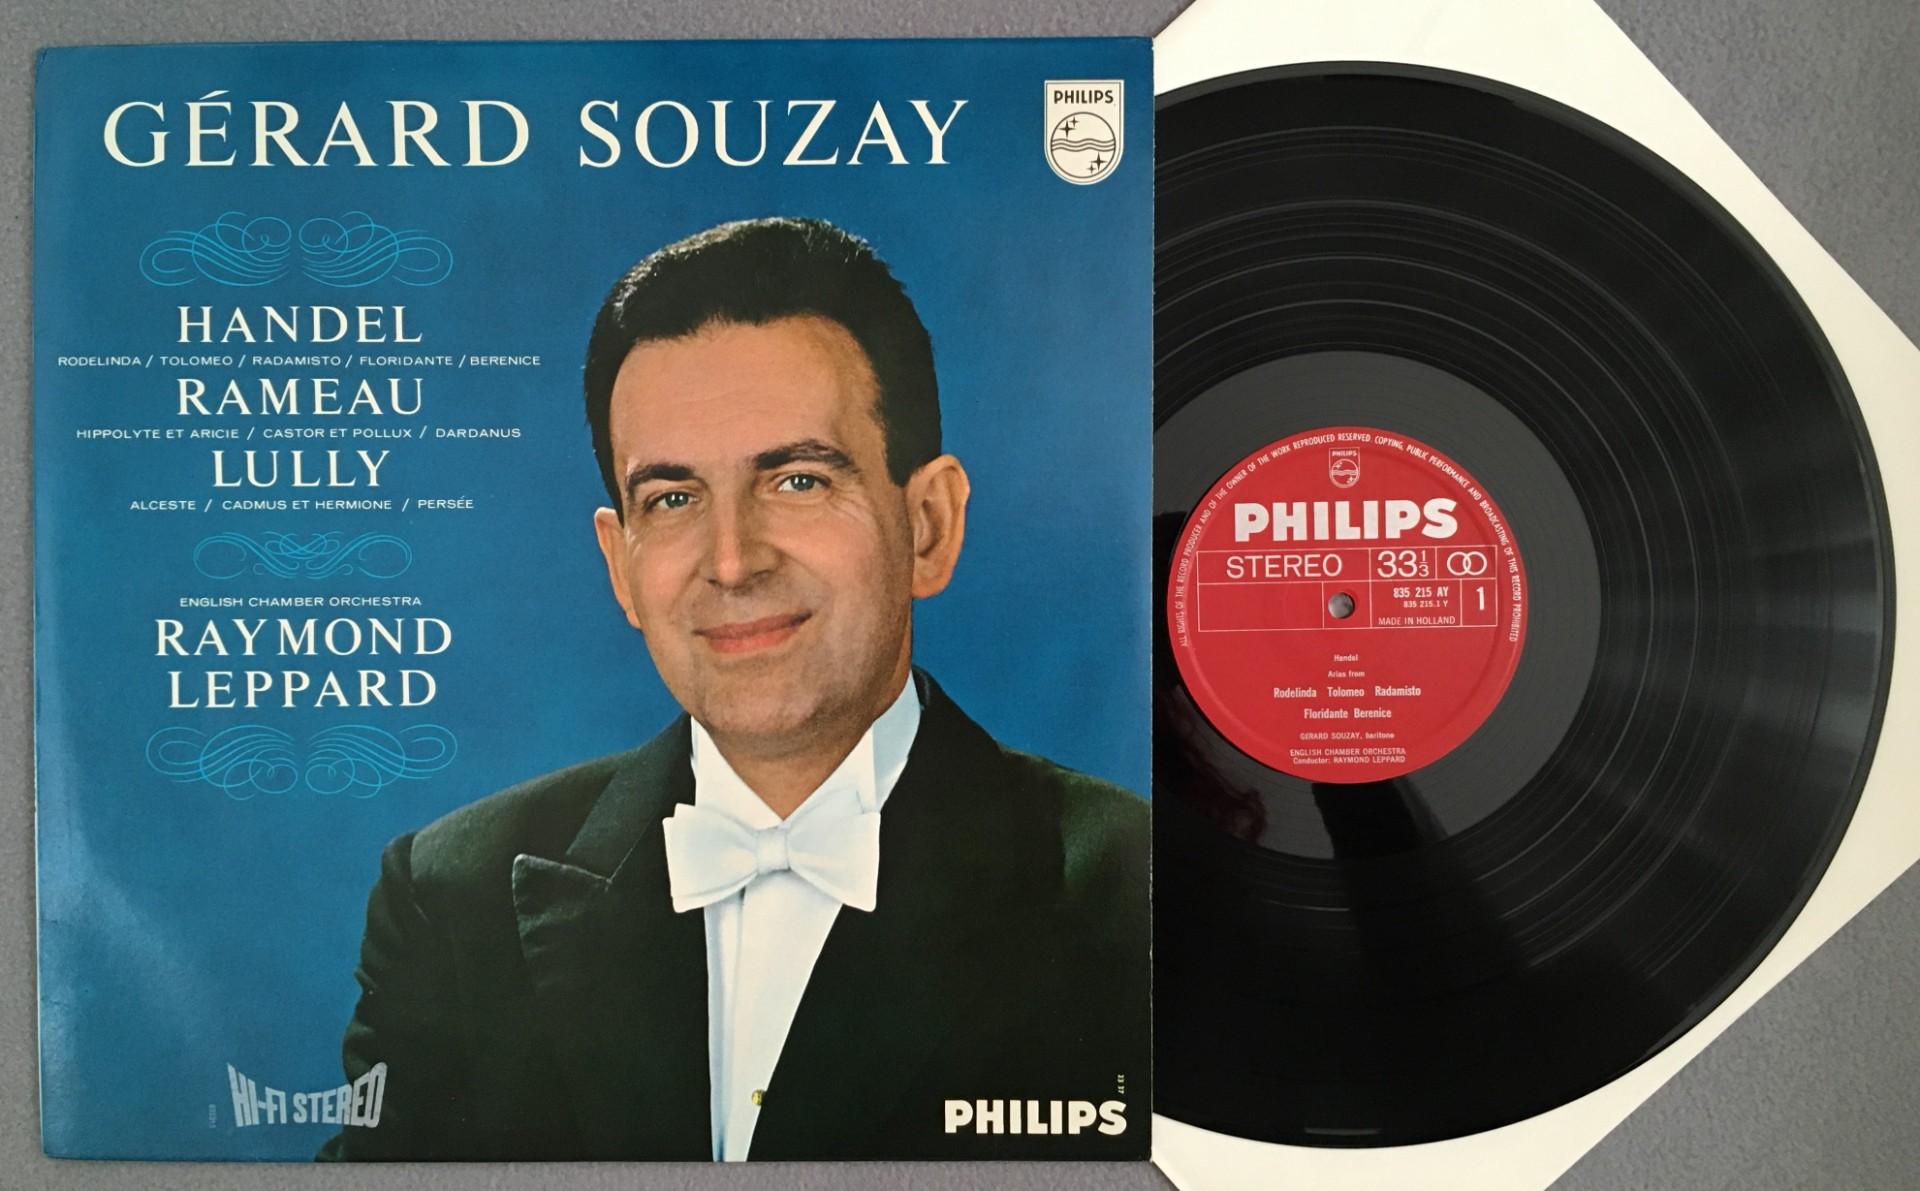 GÉRARD SOUZAY
PHILIPS
HANDEL
RODELINDA / TOLOMEO / RADAMISTO / FLORIDANTE / BERENICE
RAMEAU
HIPPOLYTE ET ARICIE / CASTOR ET POLLUX / DARDANUS
LULLY
ALCESTE / CADMUS ET HERMIONE / PERSÉE
ENGLISH CHAMBER ORCHESTRA
RAYMOND
LEPPARD
HI-FI STEREO
PHILIPS
ALL RIGHTS OF THE RECORD PRODUCER AND OF THE OWNER OF THE WORK REPRODUCED RESERVED COPYING, PUBLIC PERFORMANCE AND BROADCASTING OF THIS RECORD PROHIBITED
PHILIPS
PHILIPS
STEREO 33 1/3
835 215 AY 1
835 215.1 Y
MADE IN HOLLAND
Handel
Arias from
Rodelinda Tolomeo Radamisto
Floridante Berenice
GERARD SOUZAY, baritone
ENGLISH CHAMBER ORCHESTRA
Conductor: RAYMOND LEPPARD